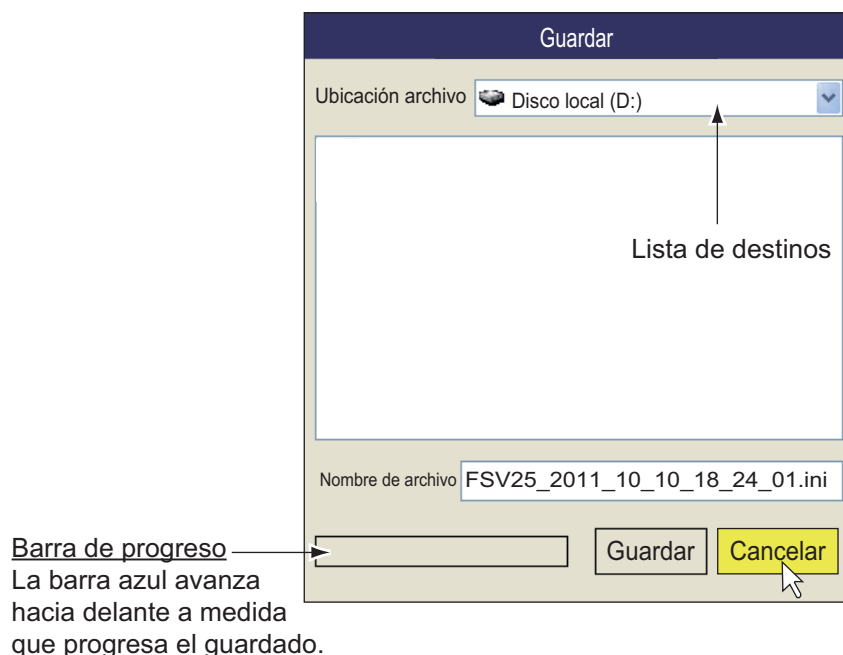 Guardar
Ubicación archivo
Disco local (D:)
Lista de destinos
Nombre de archivo
FSV25_2011_10_10_18_24_01.ini
Barra de progreso
La barra azul avanza
hacia delante a medida
que progresa el guardado.
Guardar
Cancelar